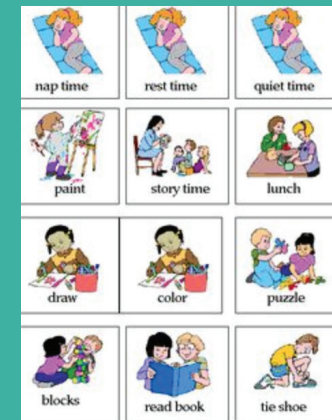 nap time
rest time
quiet time
paint
story time
lunch
draw
color
puzzle
blocks
read book
tie shoe